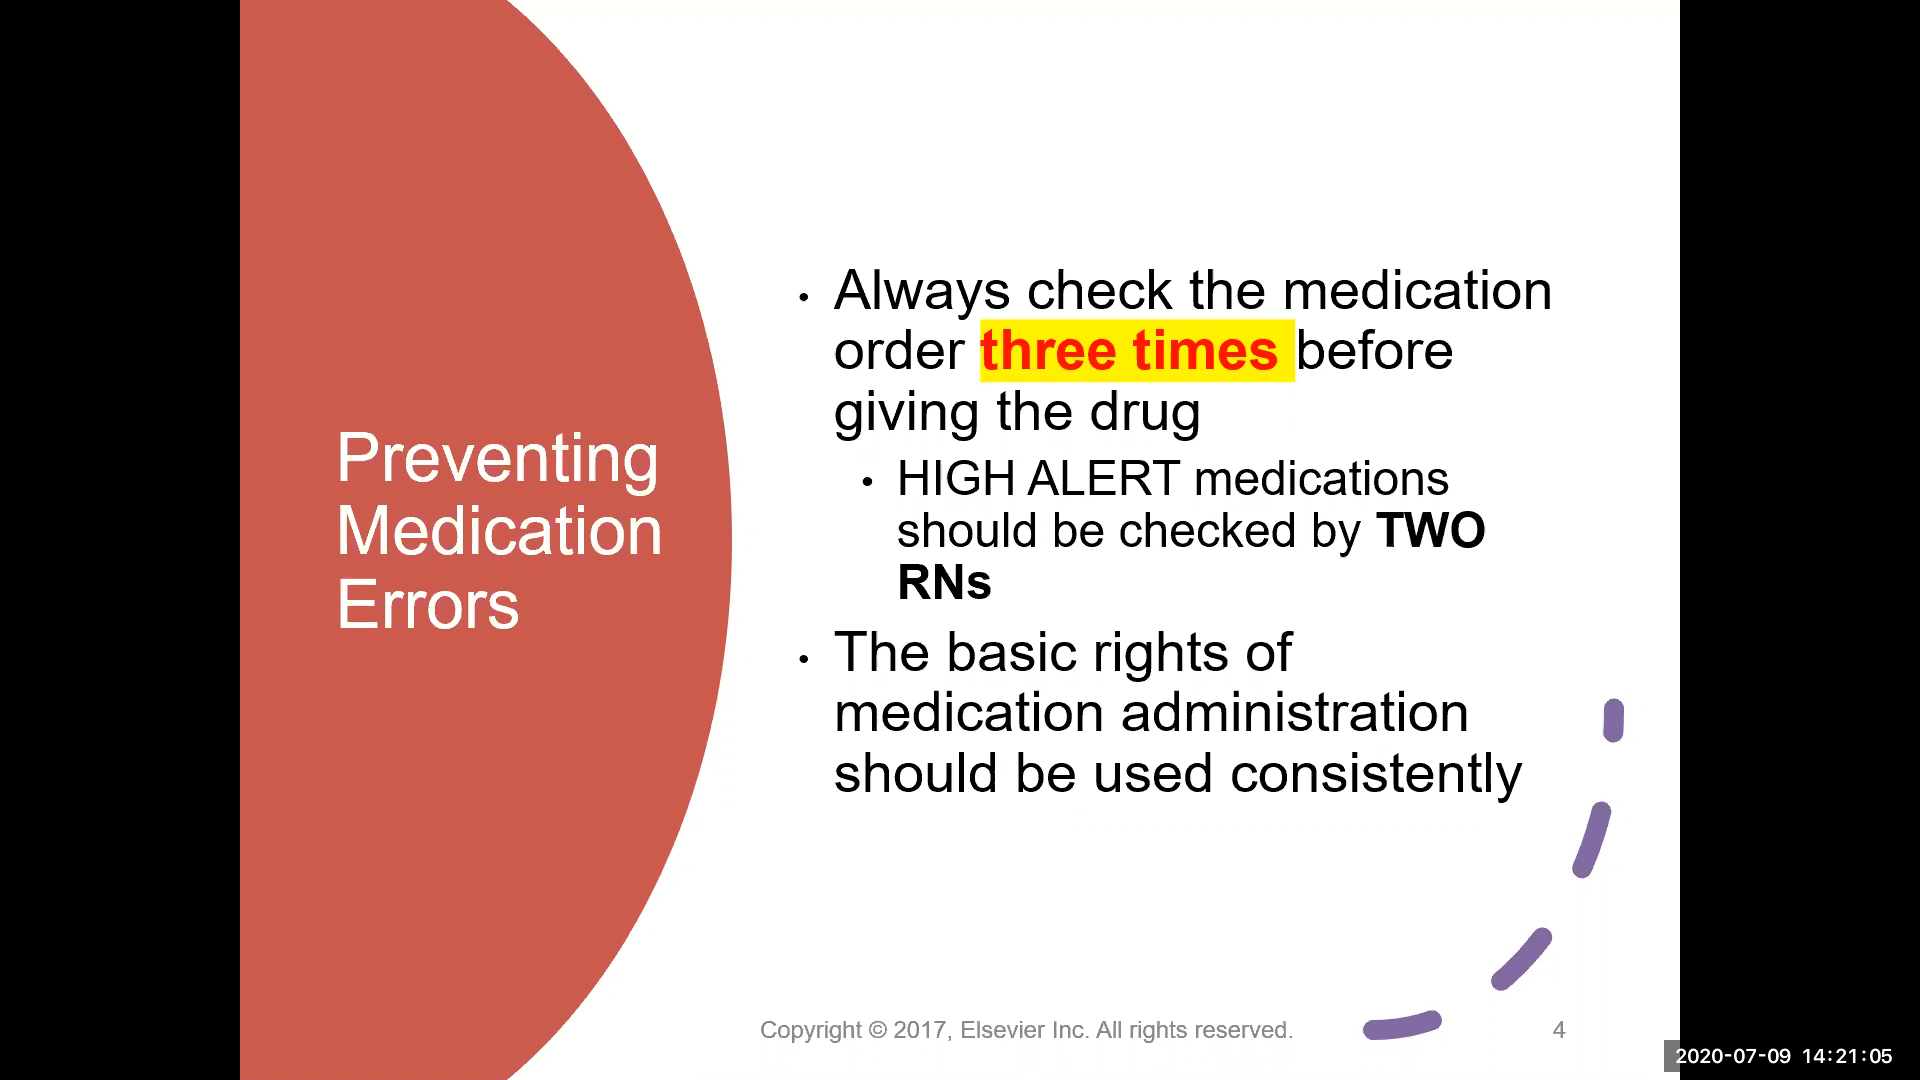 Preventing
Medication
Errors
• Always check the medication
order three times before
giving the drug
• HIGH ALERT medications
should be checked by TWO
RNs
• The basic rights of
medication administration
should be used consistently
Copyright © 2017, Elsevier Inc. All rights reserved.
4
2020-07-09 14:21:05